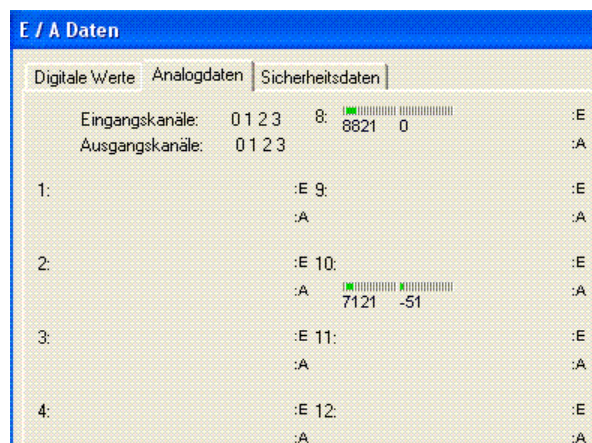 E / A Daten
Digitale Werte Analogdaten Sicherheitsdaten
Eingangskanäle: 0 1 2 3 8: :E
8821 0
Ausgangskanäle: 0 1 2 3 :A
1: :E 9: :E
:A :A
2: :E 10: :E
:A :A
7121 -51
3: :E 11: :E
:A :A
4: :E 12: :E
:A :A